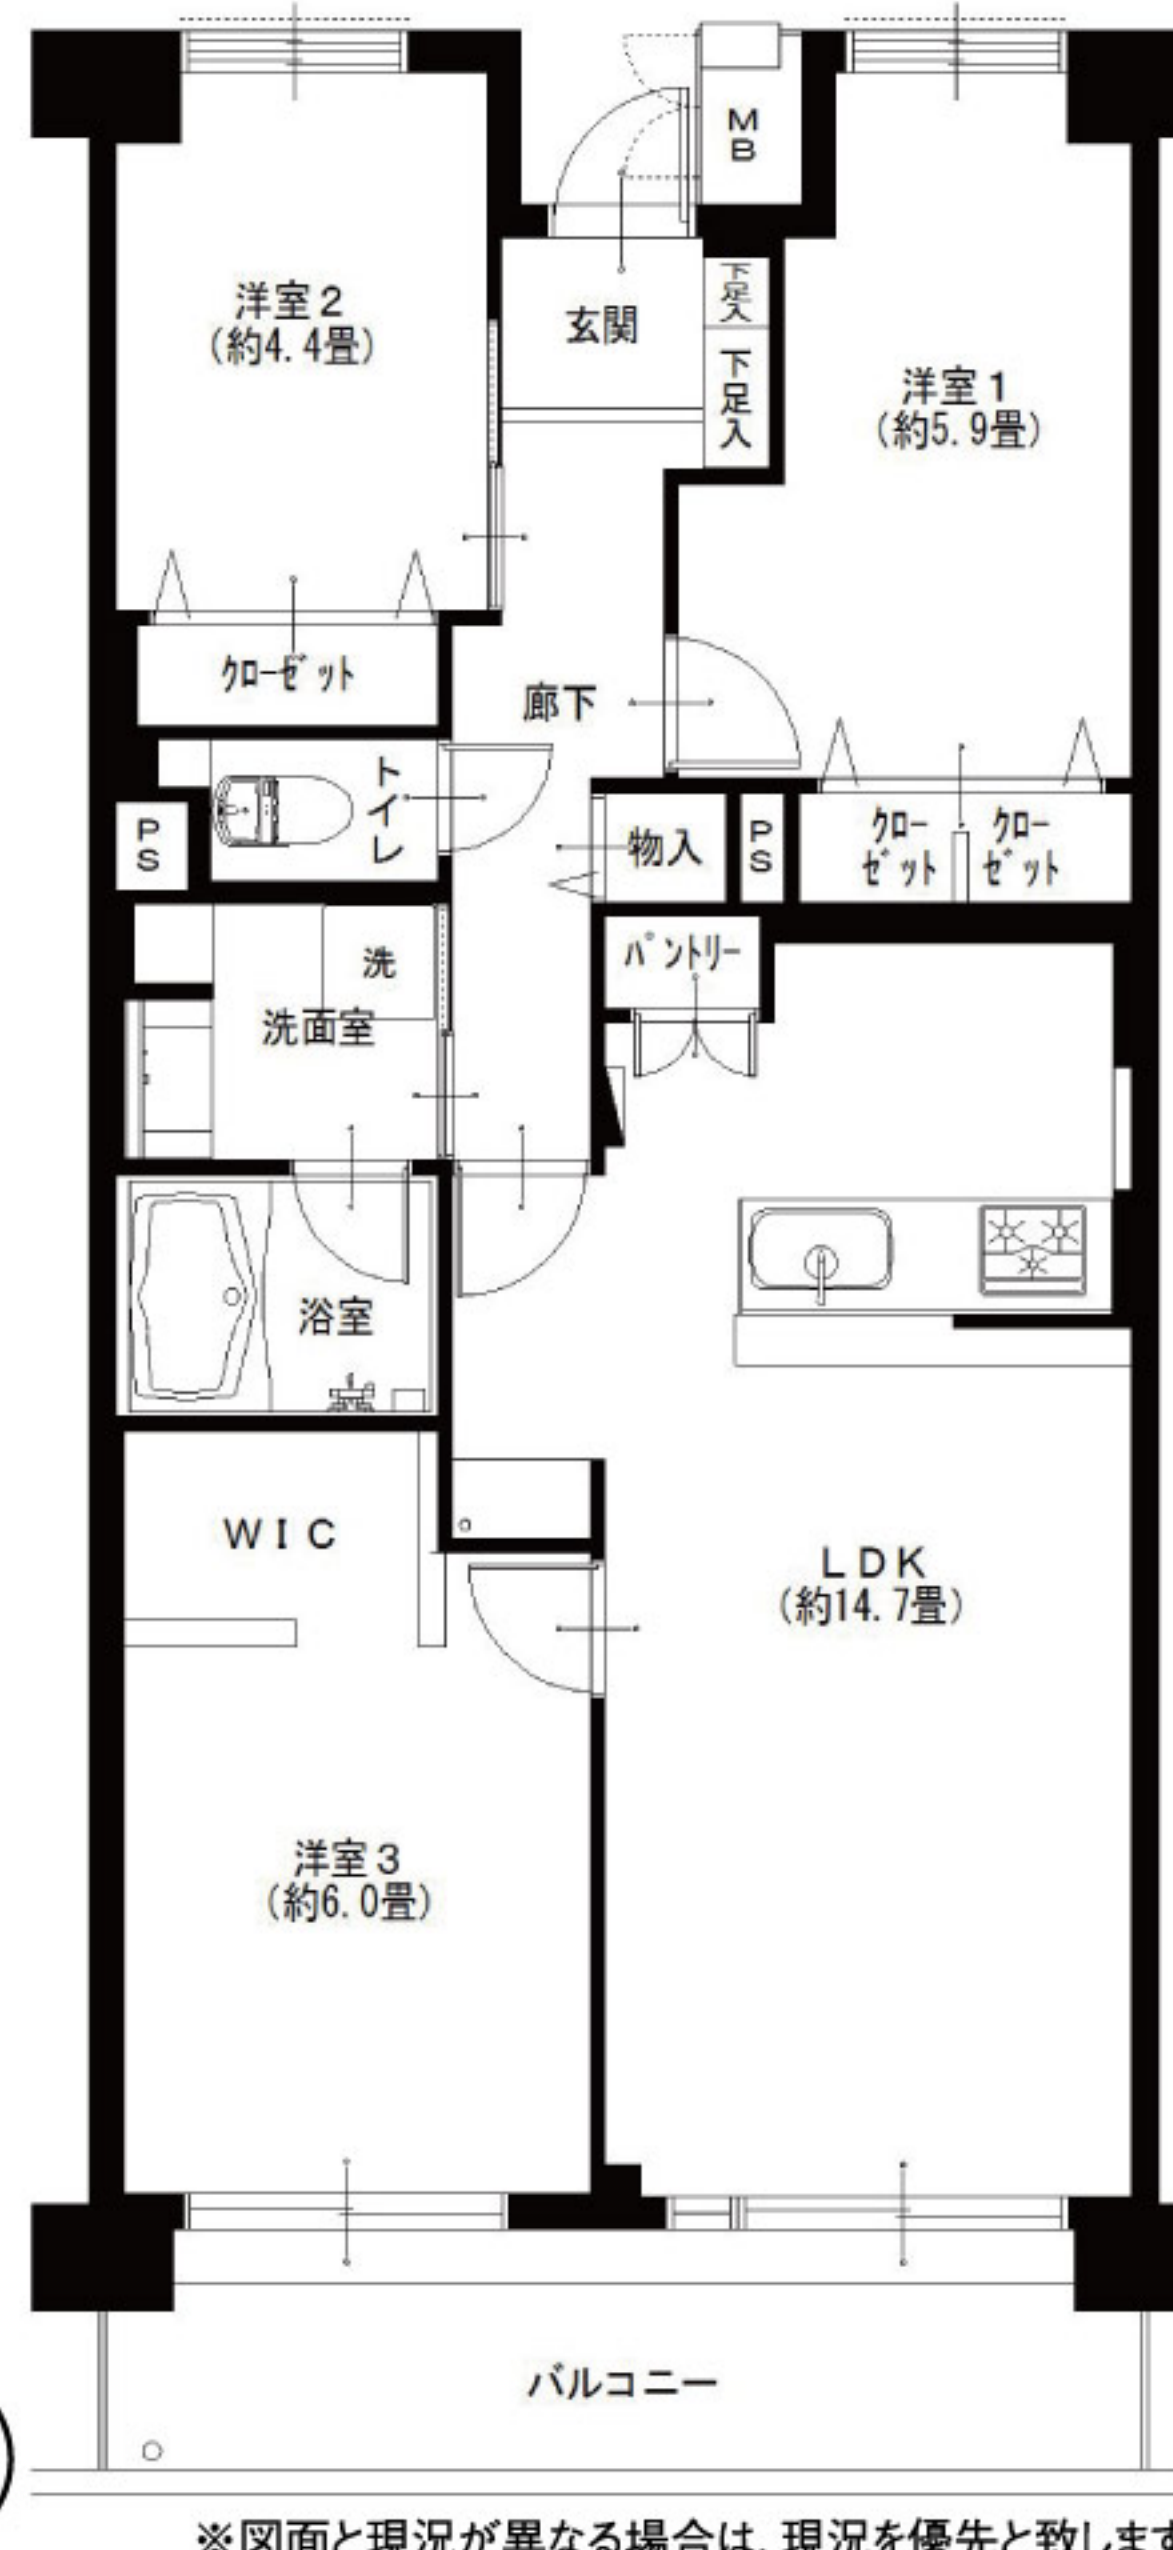 MB
洋室2
(約4.4畳)
玄関
下足入
下足入
洋室1
(約5.9畳)
クローゼット
廊下
トイレ
PS
物入
PS
クローゼット
クローゼット
洗
パントリー
洗面室
浴室
WIC
LDK
(約14.7畳)
洋室3
(約6.0畳)
バルコニー
※図面と現況が異なる場合は、現況を優先と致します